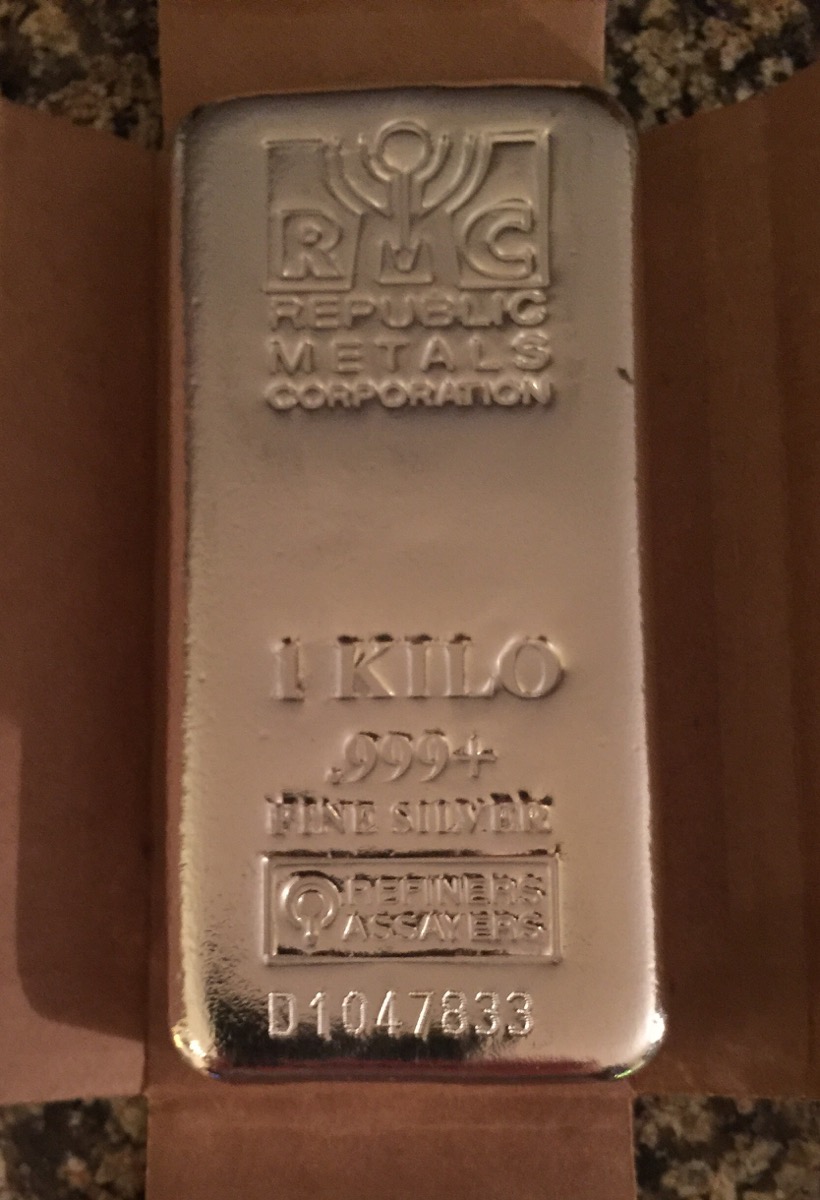 RMC
REPUBLIC
METALS
CORPORATION
1 KILO
.999+
FINE SILVER
REFINERS
ASSAYERS
D1047833